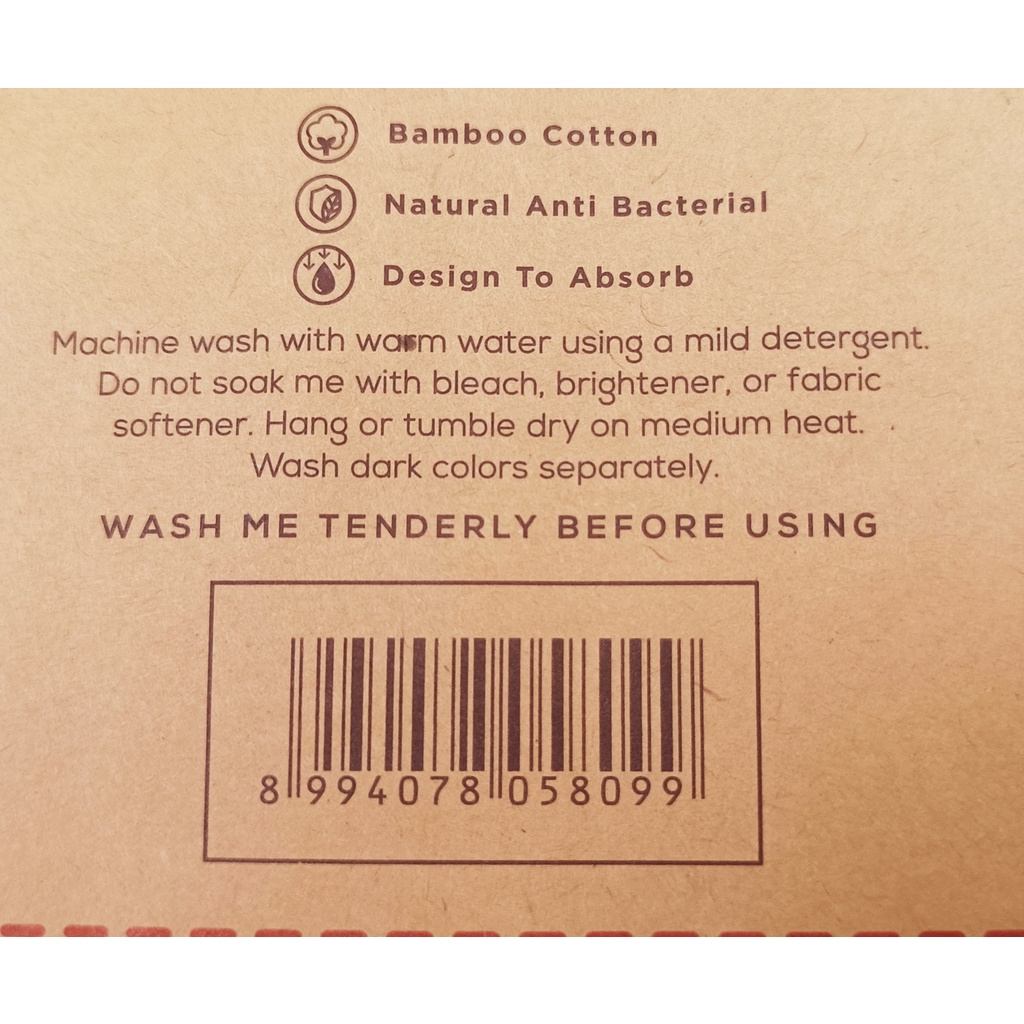 Bamboo Cotton
Natural Anti Bacterial
Design To Absorb
Machine wash with warm water using a mild detergent.
Do not soak me with bleach, brightener, or fabric
softener. Hang or tumble dry on medium heat.
Wash dark colors separately.
WASH ME TENDERLY BEFORE USING
8 994078 058099